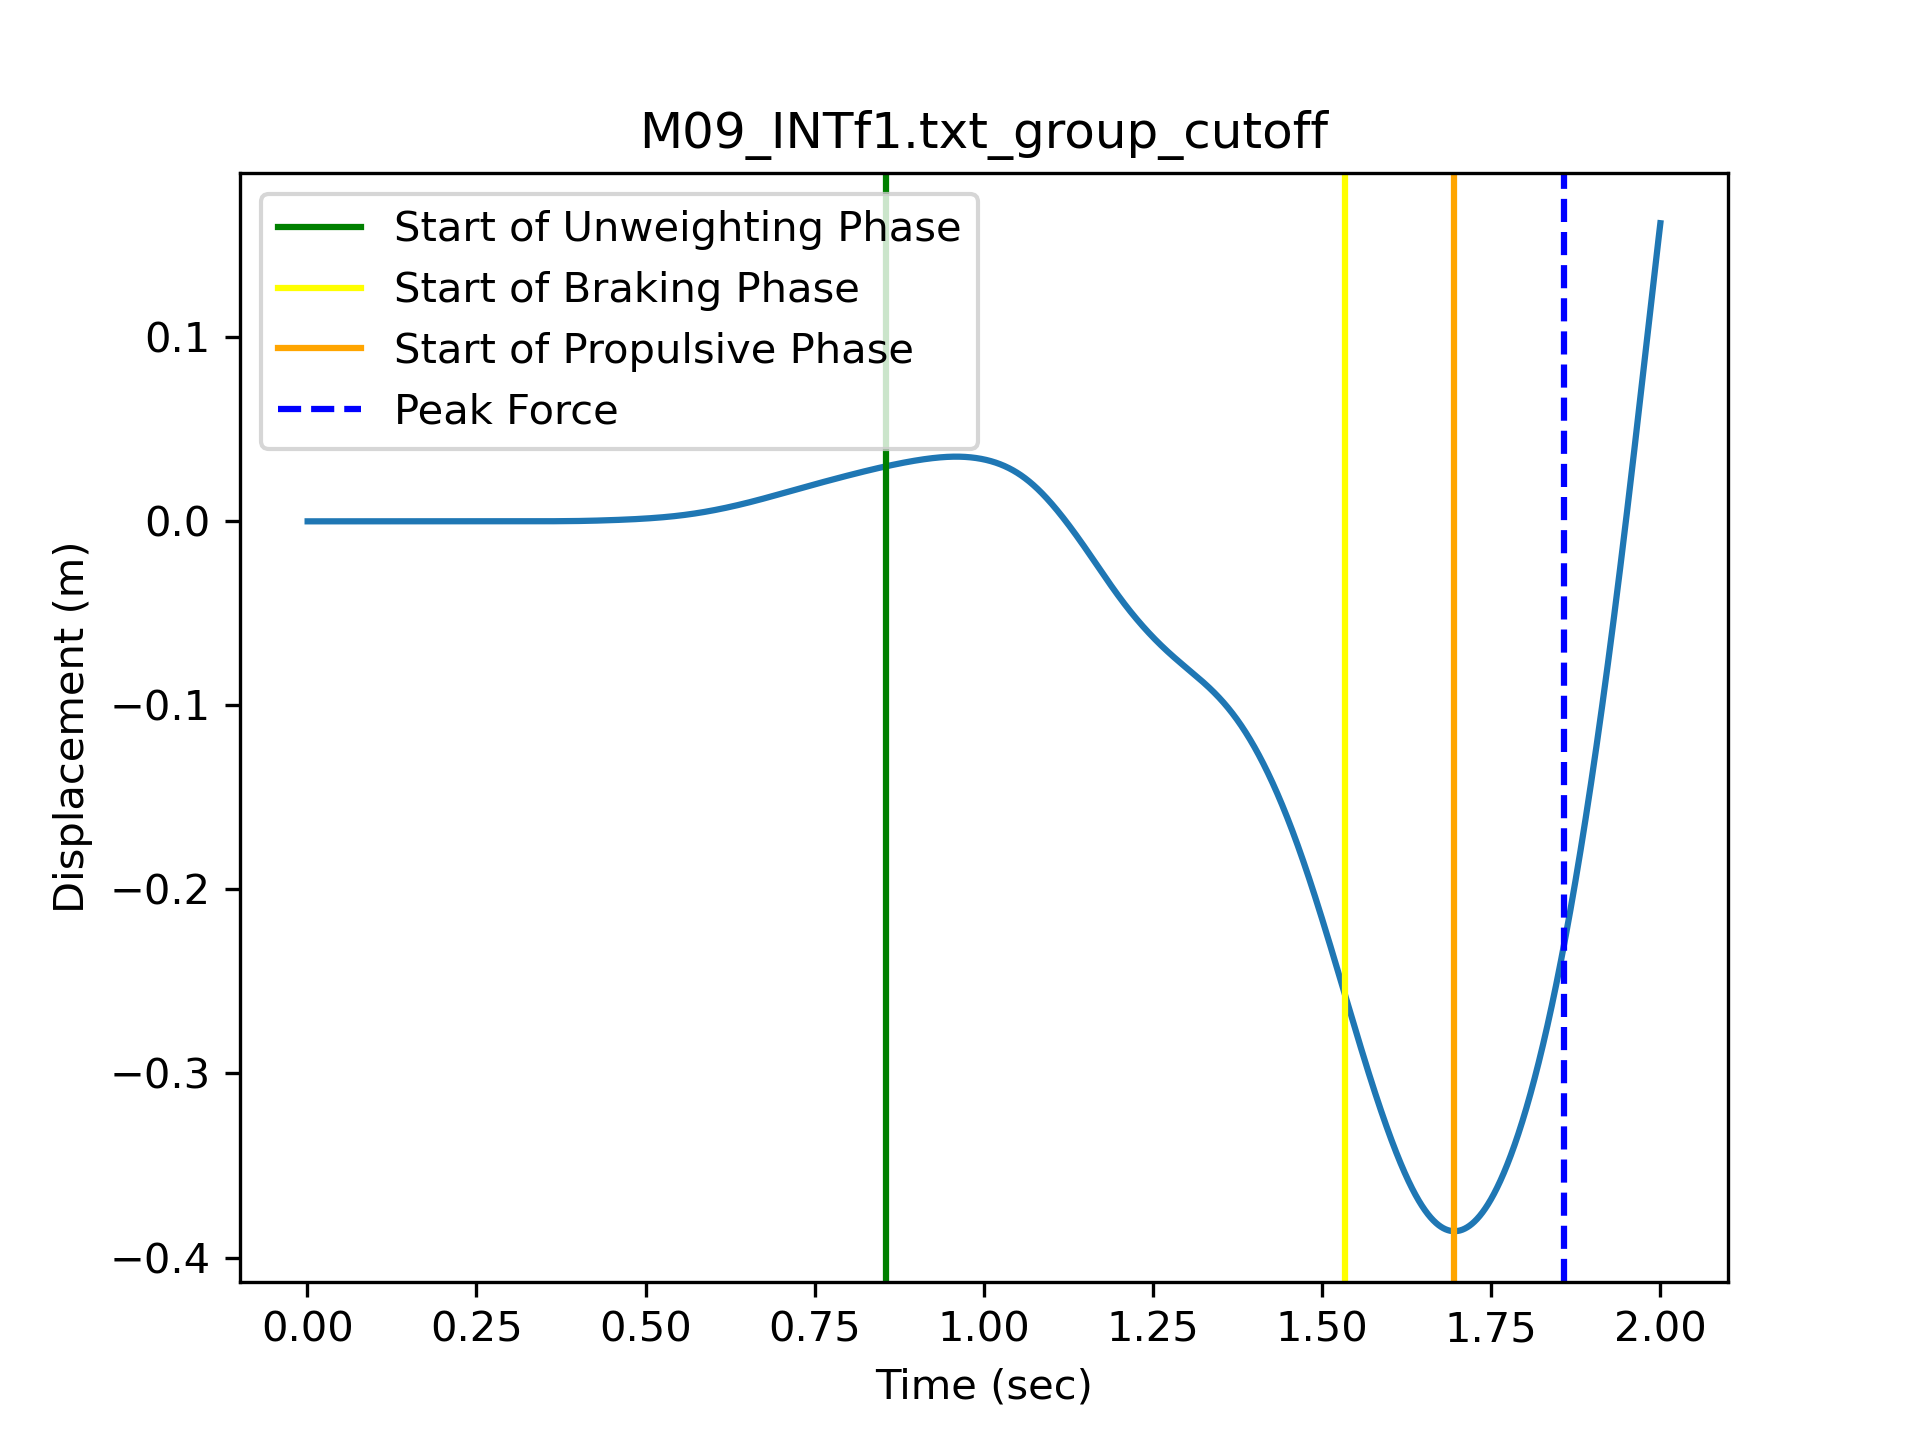 M09_INTf1.txt_group_cutoff
Start of Unweighting Phase
Start of Braking Phase
Start of Propulsive Phase
Peak Force
0.1
0.0
−0.1
−0.2
−0.3
−0.4
Displacement (m)
0.00 0.25 0.50 0.75 1.00 1.25 1.50 1.75 2.00
Time (sec)